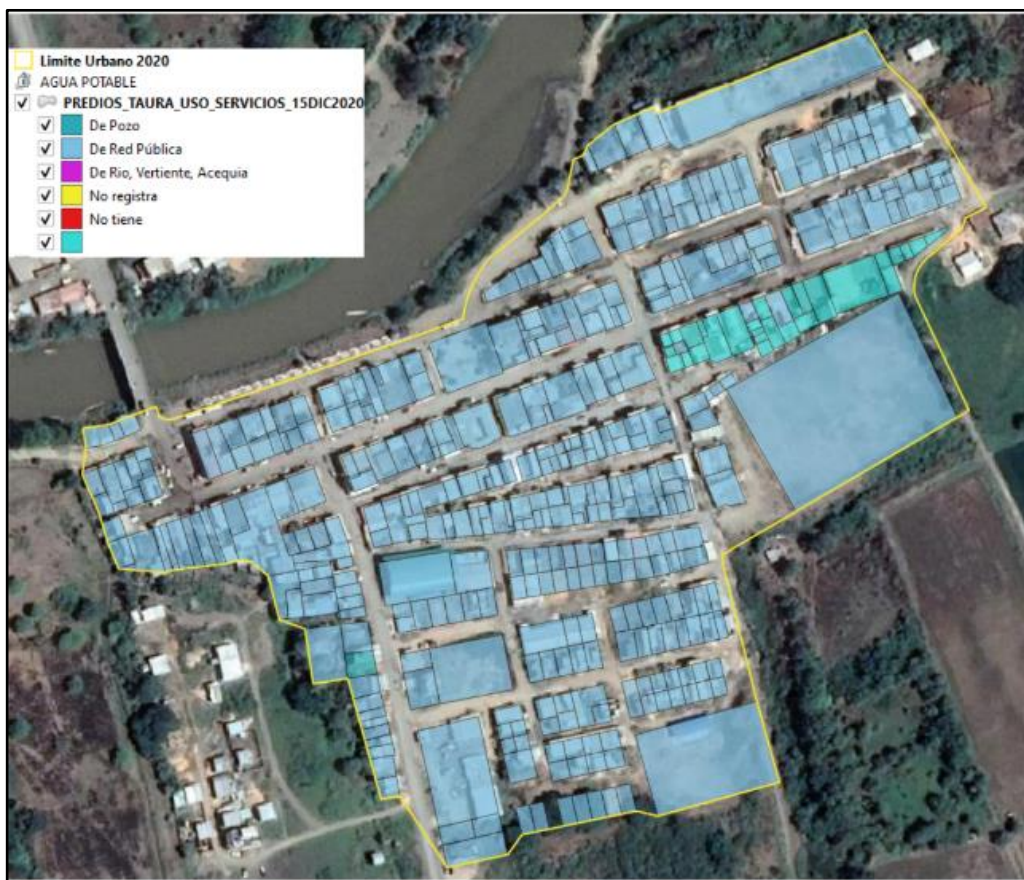 Limite Urbano 2020
AGUA POTABLE
PREDIOS_TAURA_USO_SERVICIOS_15DIC2020
De Pozo
De Red Pública
De Rio, Vertiente, Acequia
No registra
No tiene